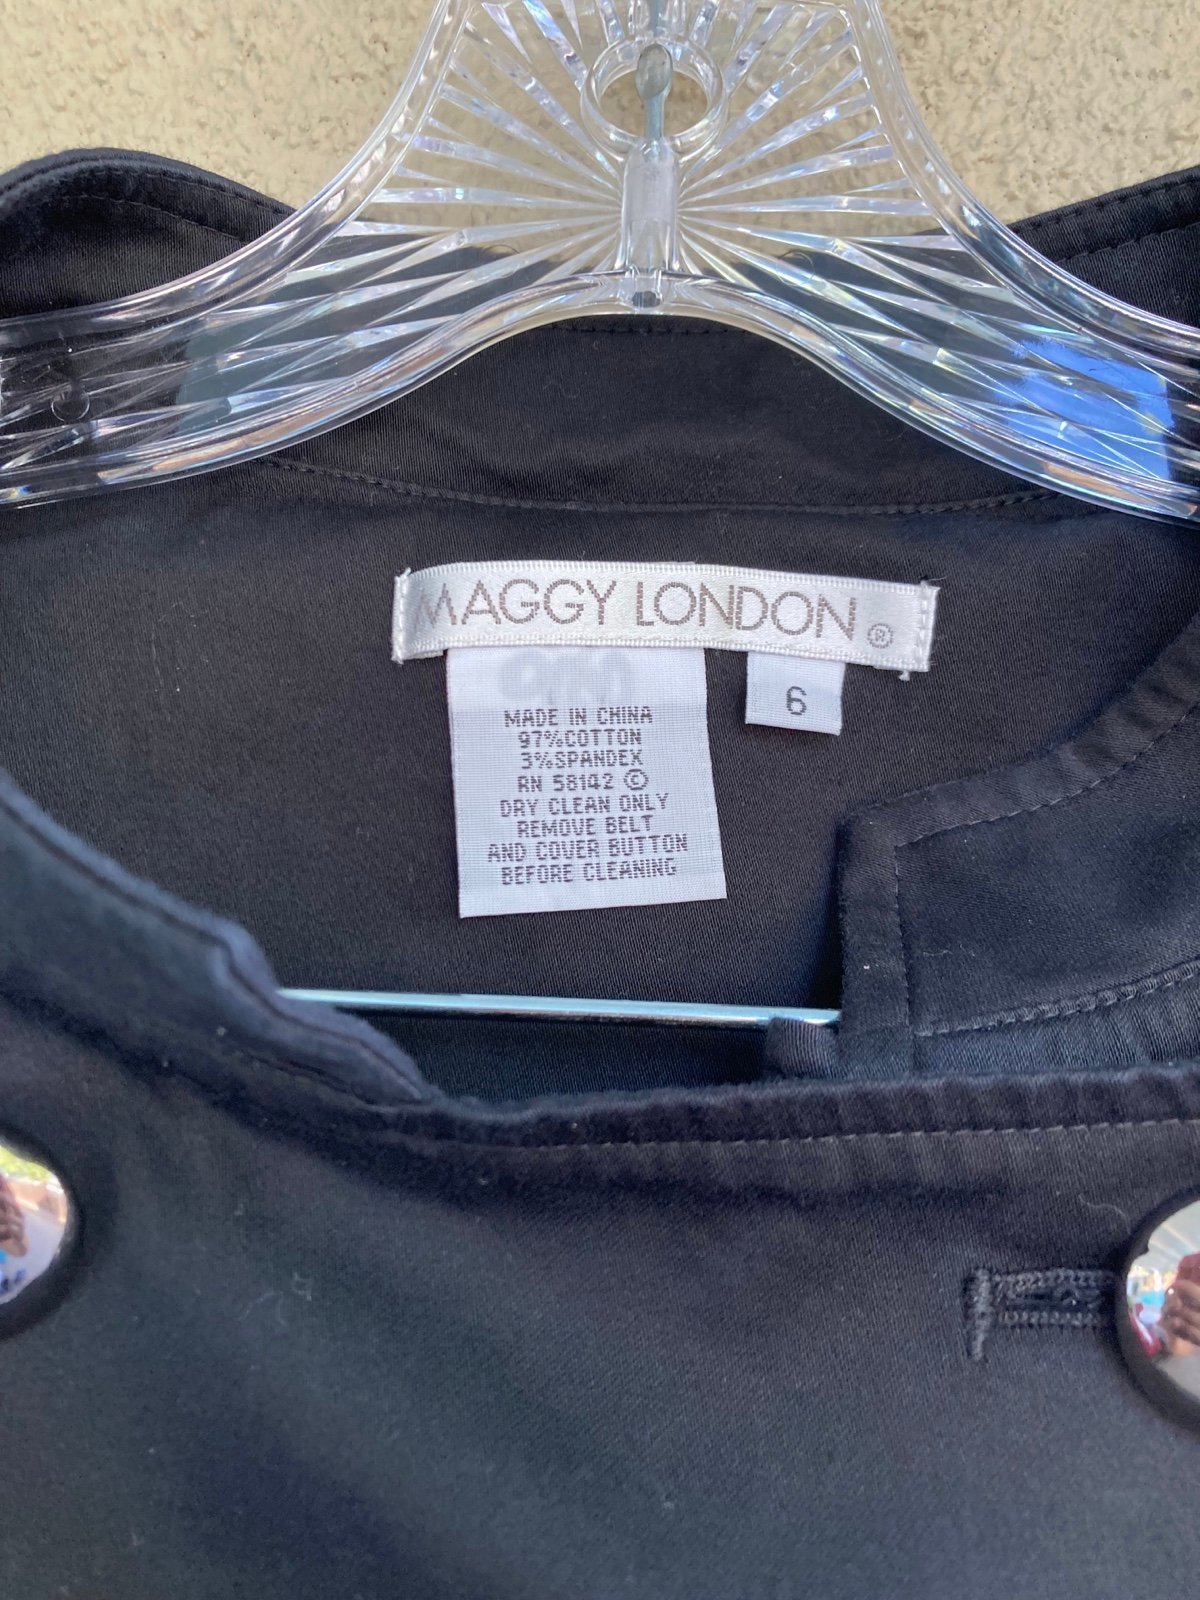 MAGGY LONDON ®
6
MADE IN CHINA
97%COTTON
3%SPANDEX
RN 58142 ©
DRY CLEAN ONLY
REMOVE BELT
AND COVER BUTTON
BEFORE CLEANING